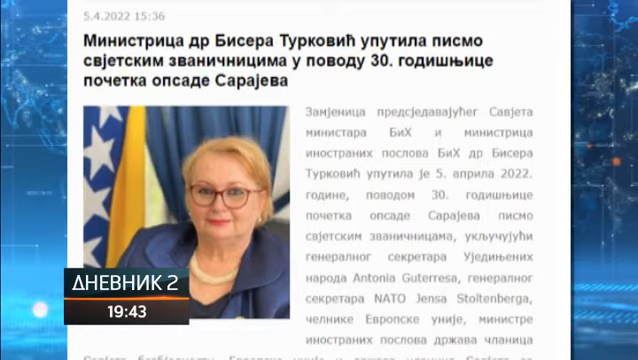 5.4.2022 15:36
Министрица др Бисера Турковић упутила писмо
свјетским званичницима у поводу 30. годишњице
почетка опсаде Сарајева
Замјеница предсједавајућег Савјета
министара БиХ и министрица
иностраних послова БиХ др Бисера
Турковић упутила је 5. априла 2022.
године, поводом 30. годишњице
почетка опсаде Сарајева писмо
свјетским званичницама, укључујући
генералног секретара Уједињених
народа Antonia Guterresa, генералног
секретара NATO Jensa Stoltenberga,
челнике Европске уније, министре
иностраних послова држава чланица
ДНЕВНИК 2
19:43